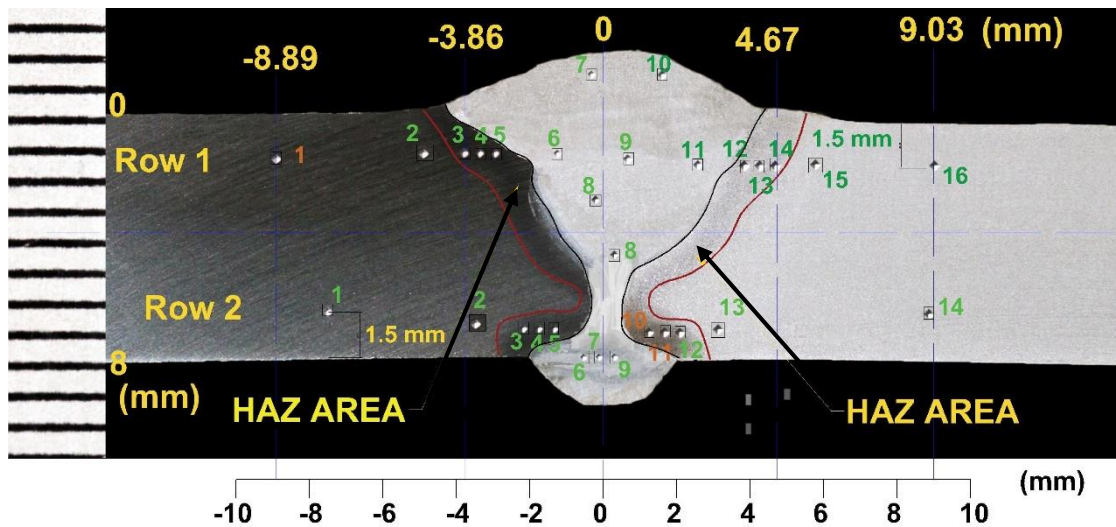 -8.89 -3.86 0 4.67 9.03 (mm)
0
7 10
Row 1
1 2 3 4 5 6 9 11 12 13 14 15 1.5 mm 16
8
8
Row 2
1 2 13 14
1.5 mm
3 4 5 10 11 12
6 7 9
8
(mm)
HAZ AREA HAZ AREA
(mm)
-10 -8 -6 -4 -2 0 2 4 6 8 10